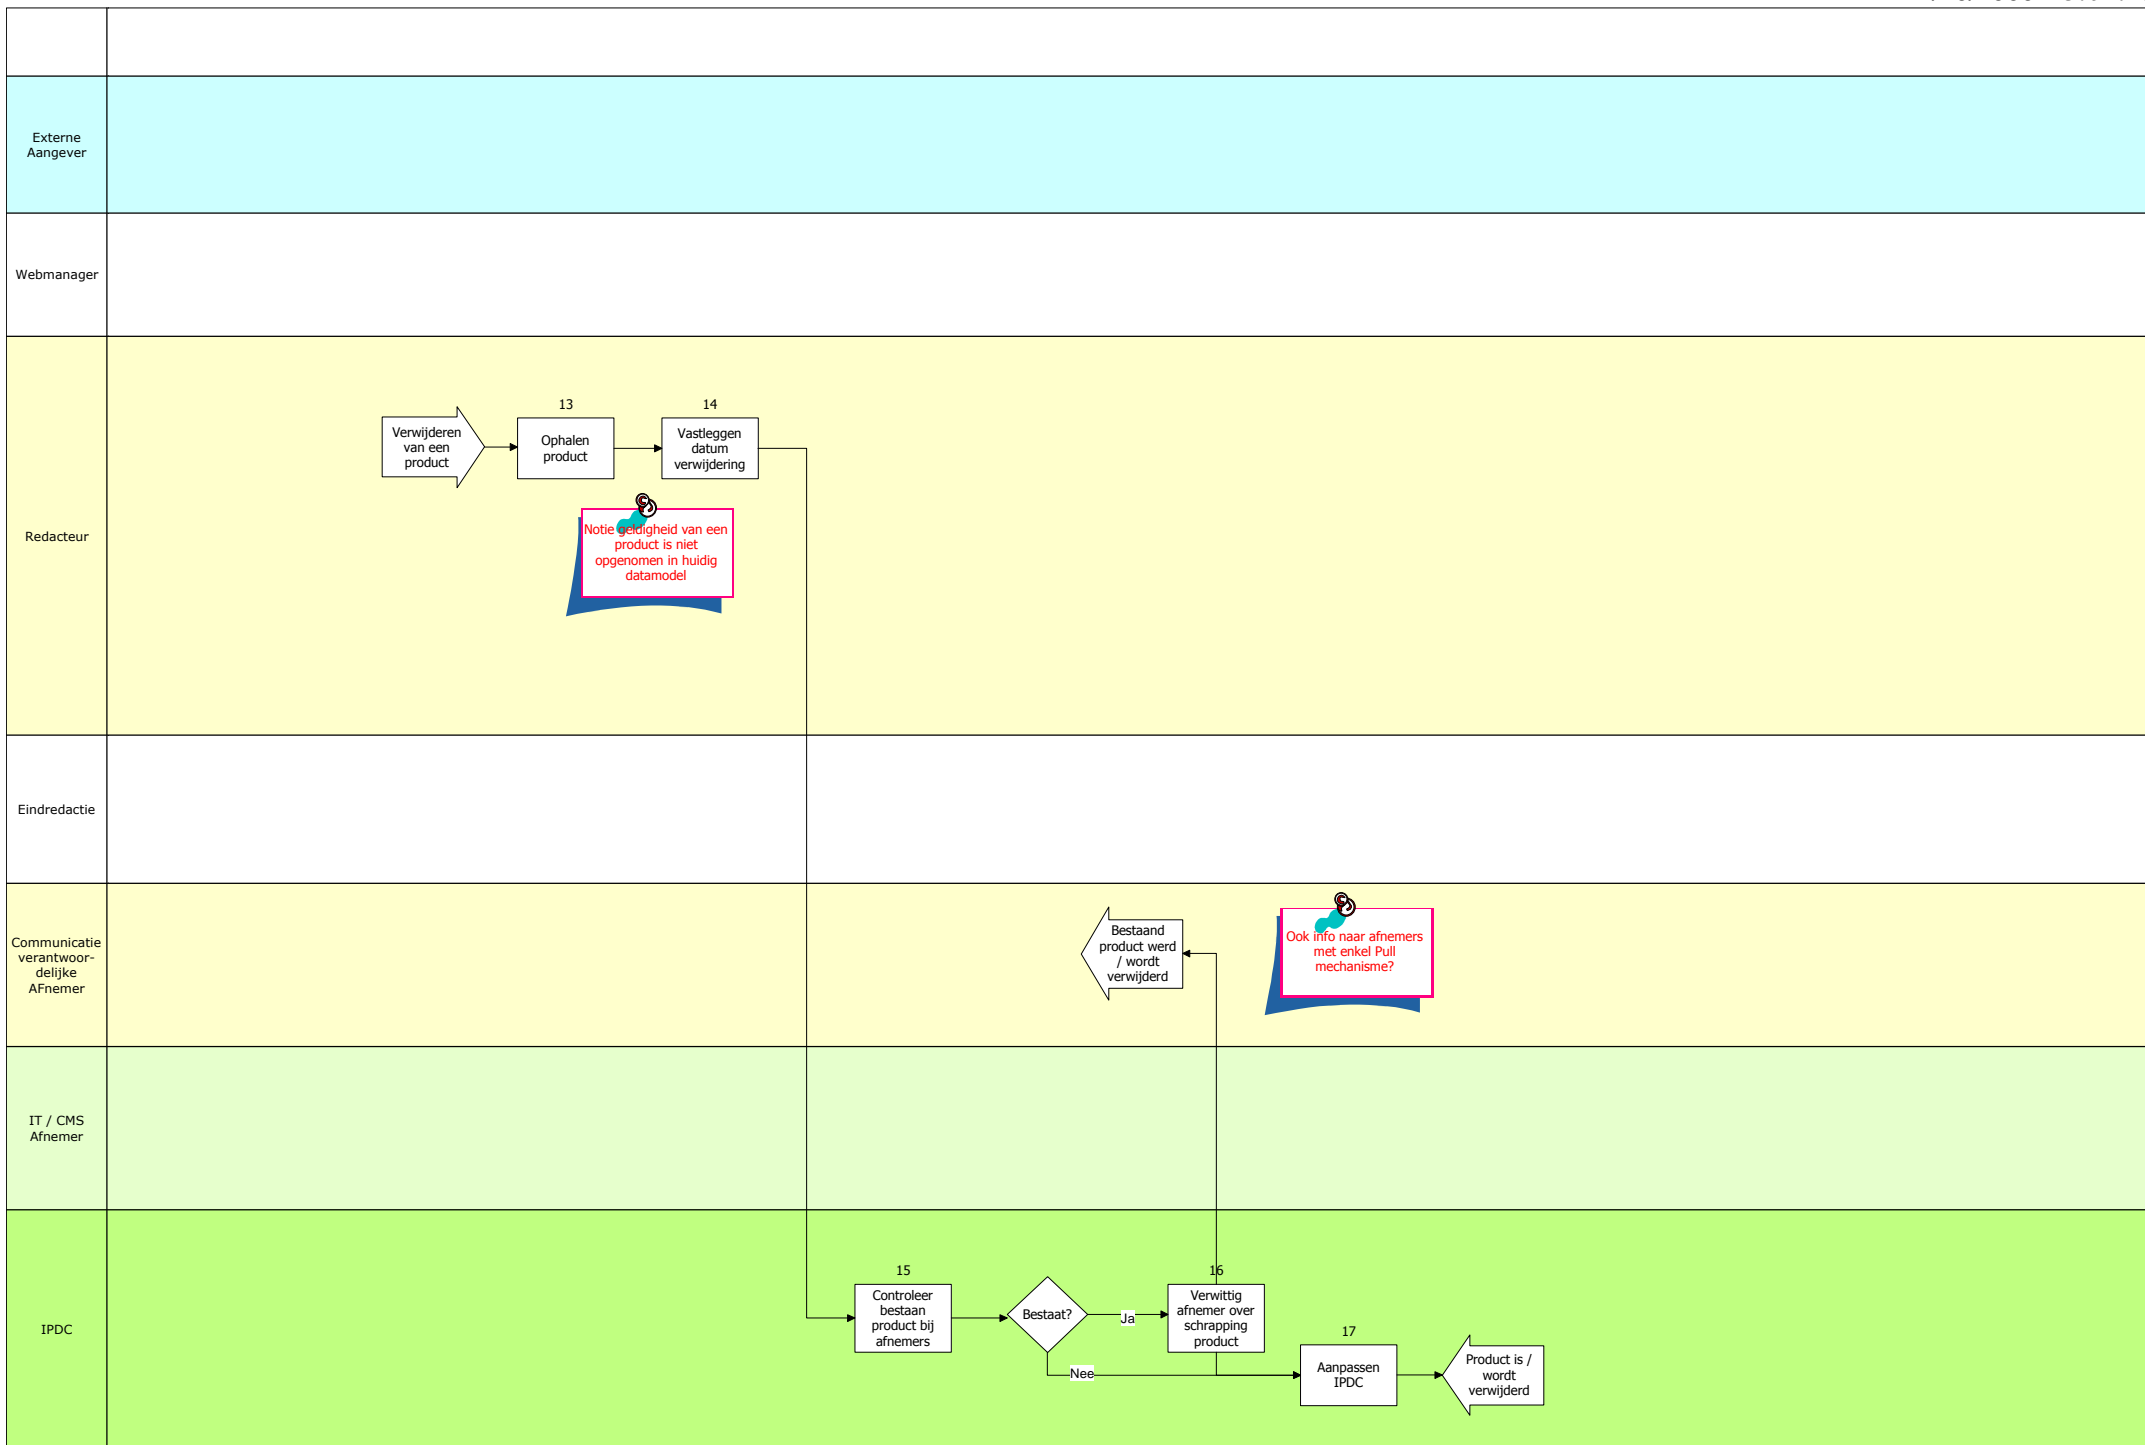 Externe
Aangever
Webmanager
Redacteur
Verwijderen
van een
product
13
Ophalen
product
14
Vastleggen
datum
verwijdering
Notie geldigheid van een
product is niet
opgenomen in huidig
datamodel
Eindredactie
Communicatie
verantwoor-
delijke
AFnemer
Bestaand
product werd
/ wordt
verwijderd
Ook info naar afnemers
met enkel Pull
mechanisme?
IT / CMS
Afnemer
IPDC
15
Controleer
bestaan
product bij
afnemers
Bestaat?
Ja
Nee
16
Verwittig
afnemer over
schrapping
product
17
Aanpassen
IPDC
Product is /
wordt
verwijderd